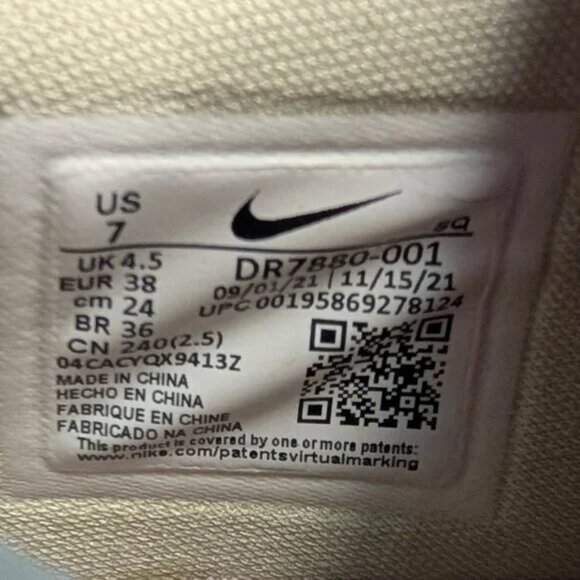 US
7
SQ
UK 4.5
EUR 38
cm 24
BR 36
CN 240(2.5)
DR7880-001
09/01/21 | 11/15/21
UPC 00195869278124
04CACYQX9413Z
MADE IN CHINA
HECHO EN CHINA
FABRIQUE EN CHINE
FABRICADO NA CHINA
This product is covered by one or more patents:
www.nike.com/patentsvirtualmarking